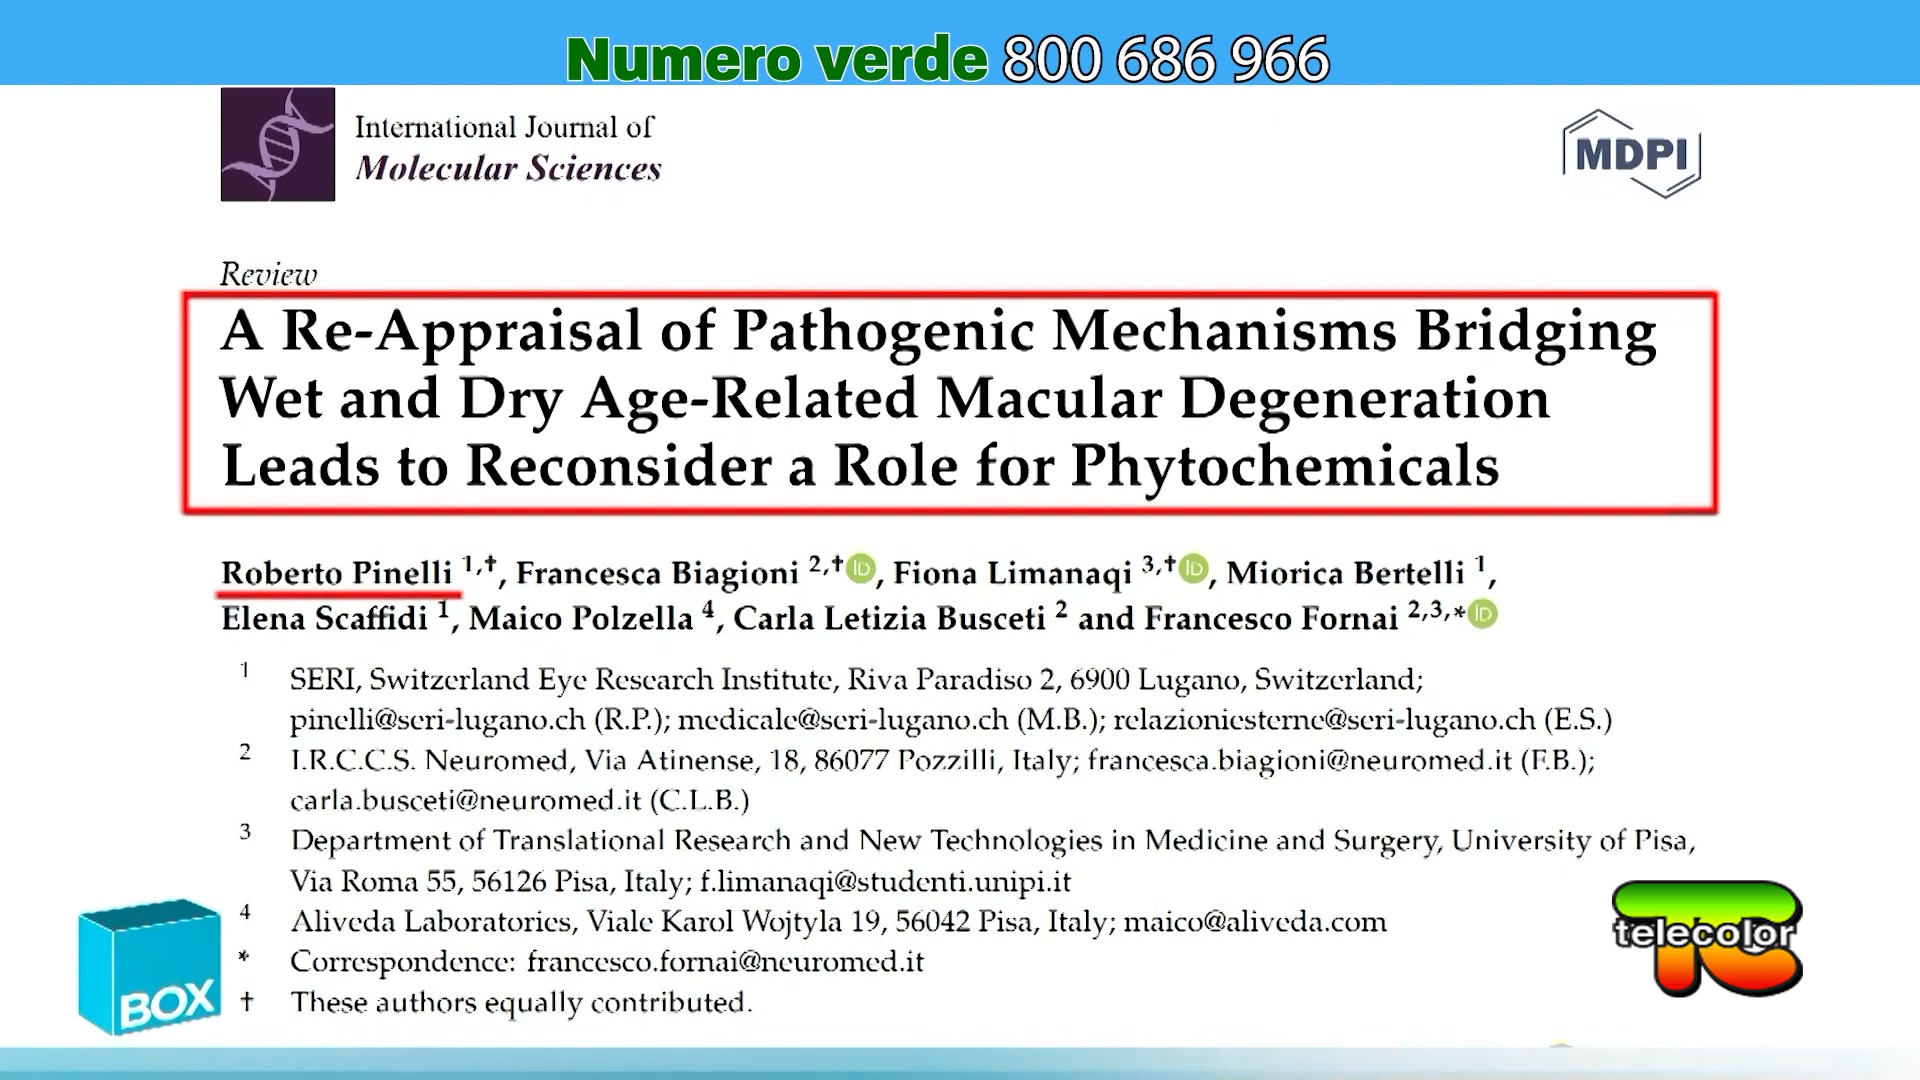 Numero verde 800 686 966
International Journal of
Molecular Sciences
MDPI
Review
A Re-Appraisal of Pathogenic Mechanisms Bridging
Wet and Dry Age-Related Macular Degeneration
Leads to Reconsider a Role for Phytochemicals
Roberto Pinelli 1,†, Francesca Biagioni 2,† iD, Fiona Limanaqi 3,† iD, Miorica Bertelli 1,
Elena Scaffidi 1, Maico Polzella 4, Carla Letizia Busceti 2 and Francesco Fornai 2,3,* iD
1 SERI, Switzerland Eye Research Institute, Riva Paradiso 2, 6900 Lugano, Switzerland;
pinelli@seri-lugano.ch (R.P.); medicale@seri-lugano.ch (M.B.); relazioniesterne@seri-lugano.ch (E.S.)
2 I.R.C.C.S. Neuromed, Via Atinense, 18, 86077 Pozzilli, Italy; francesca.biagioni@neuromed.it (F.B.);
carla.busceti@neuromed.it (C.L.B.)
3 Department of Translational Research and New Technologies in Medicine and Surgery, University of Pisa,
Via Roma 55, 56126 Pisa, Italy; f.limanaqi@studenti.unipi.it
4 Aliveda Laboratories, Viale Karol Wojtyla 19, 56042 Pisa, Italy; maico@aliveda.com
* Correspondence: francesco.fornai@neuromed.it
† These authors equally contributed.
BOX
telecolor